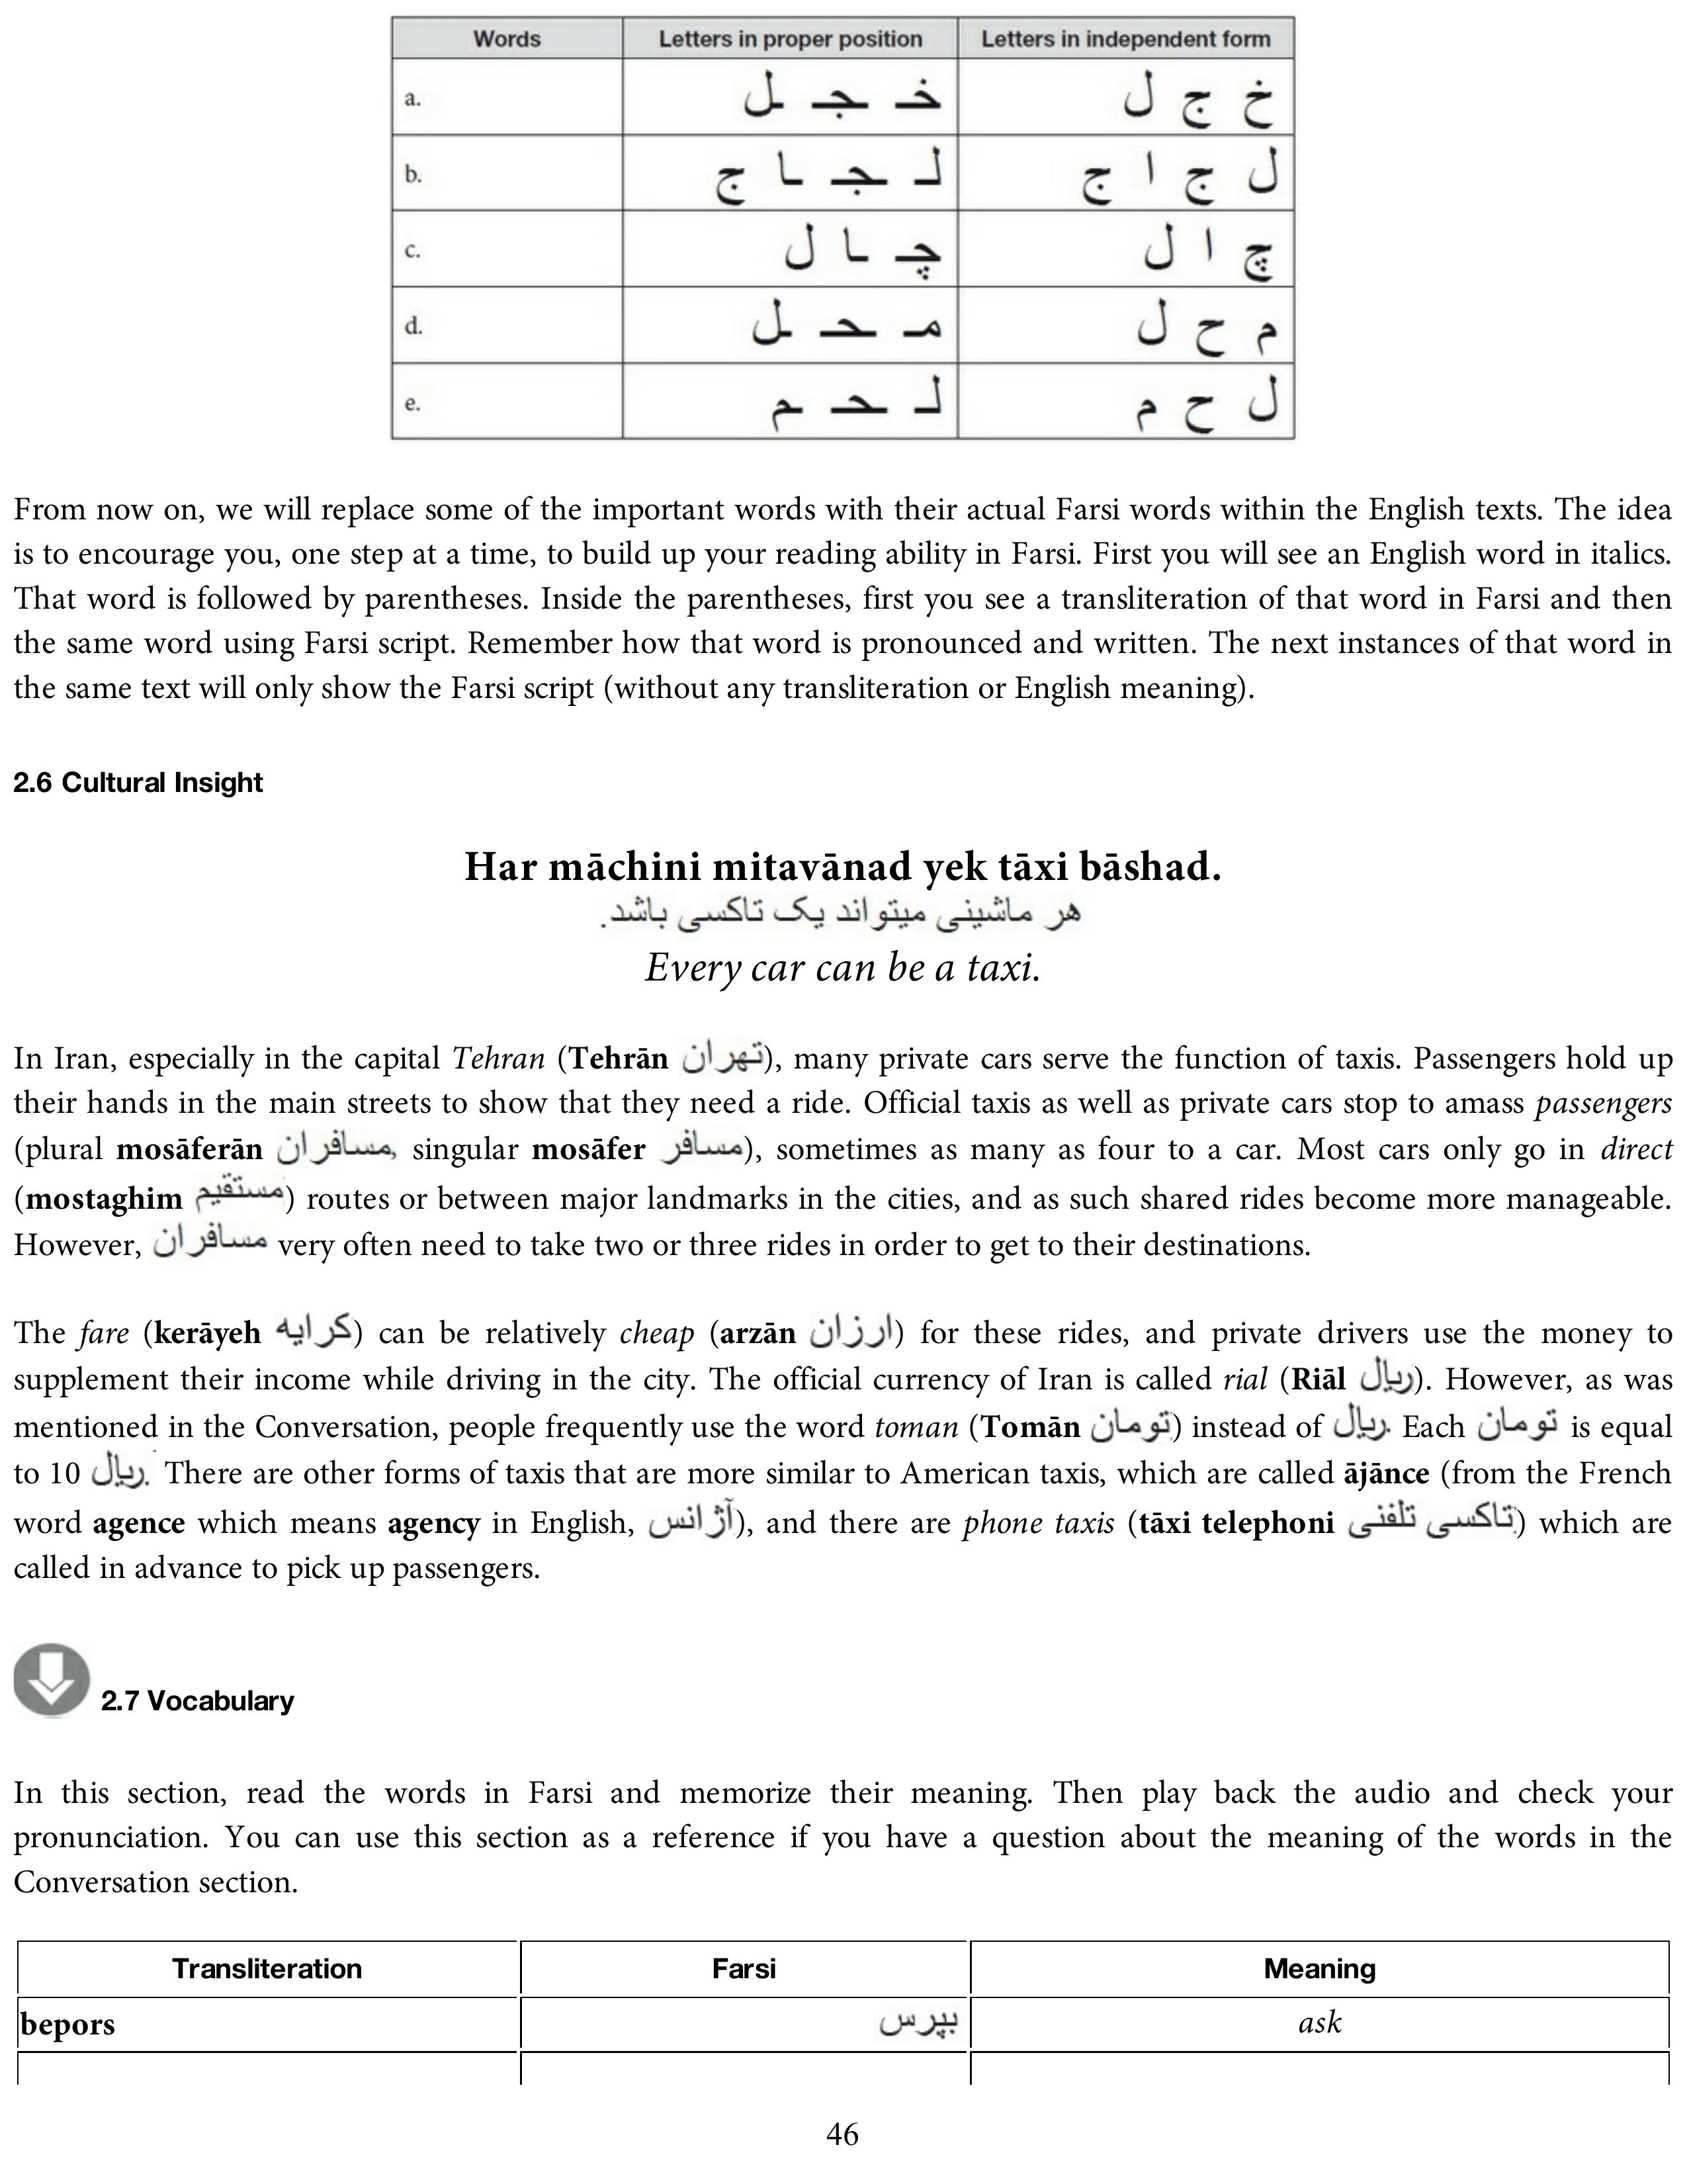 Words Letters in proper position Letters in independent form
a. خـ ـجـ ـل خ ج ل
b. لـ ـجـ ـا ج ل ج ا ج
c. چـ ـا ل چ ا ل
d. مـ ـحـ ـل م ح ل
e. لـ ـحـ ـم ل ح م
From now on, we will replace some of the important words with their actual Farsi words within the English texts. The idea
is to encourage you, one step at a time, to build up your reading ability in Farsi. First you will see an English word in italics.
That word is followed by parentheses. Inside the parentheses, first you see a transliteration of that word in Farsi and then
the same word using Farsi script. Remember how that word is pronounced and written. The next instances of that word in
the same text will only show the Farsi script (without any transliteration or English meaning).
2.6 Cultural Insight
Har māchini mitavānad yek tāxi bāshad.
هر ماشینی میتواند یک تاکسی باشد.
Every car can be a taxi.
In Iran, especially in the capital Tehran (Tehrān تهران), many private cars serve the function of taxis. Passengers hold up
their hands in the main streets to show that they need a ride. Official taxis as well as private cars stop to amass passengers
(plural mosāferān مسافران, singular mosāfer مسافر), sometimes as many as four to a car. Most cars only go in direct
(mostaghim مستقیم) routes or between major landmarks in the cities, and as such shared rides become more manageable.
However, مسافران very often need to take two or three rides in order to get to their destinations.
The fare (kerāyeh کرایه) can be relatively cheap (arzān ارزان) for these rides, and private drivers use the money to
supplement their income while driving in the city. The official currency of Iran is called rial (Riāl ریال). However, as was
mentioned in the Conversation, people frequently use the word toman (Tomān تومان) instead of ریال. Each تومان is equal
to 10 ریال. There are other forms of taxis that are more similar to American taxis, which are called ājānce (from the French
word agence which means agency in English, آژانس), and there are phone taxis (tāxi telephoni تاکسی تلفنی) which are
called in advance to pick up passengers.
2.7 Vocabulary
In this section, read the words in Farsi and memorize their meaning. Then play back the audio and check your
pronunciation. You can use this section as a reference if you have a question about the meaning of the words in the
Conversation section.
Transliteration Farsi Meaning
bepors بپرس ask
46